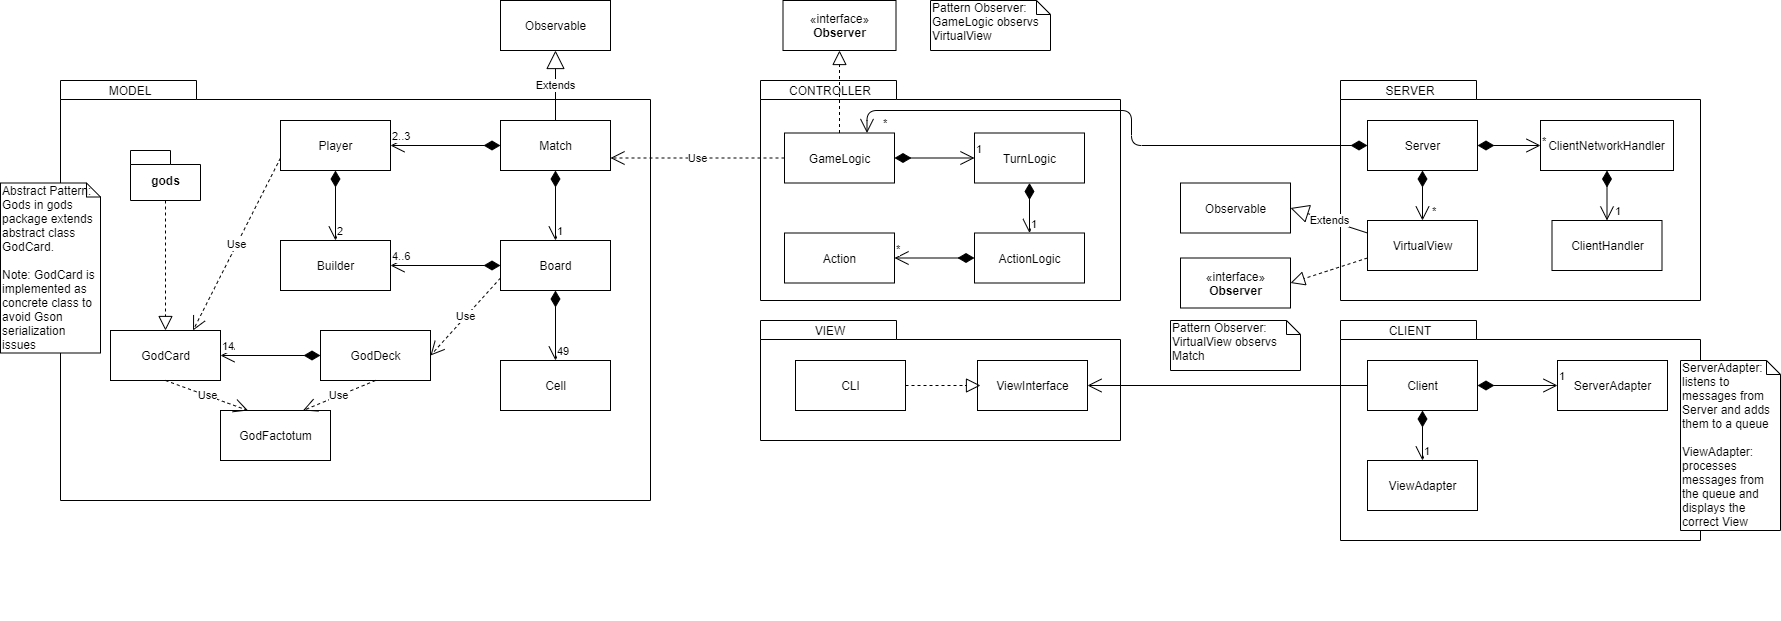 Observable
«interface»
Observer
Pattern Observer:
GameLogic observs
VirtualView
Extends
MODEL
CONTROLLER
SERVER
Player
2..3
Match
Use
GameLogic
*
1
TurnLogic
Server
*
ClientNetworkHandler
gods
Abstract Pattern:
Gods in gods
package extends
abstract class
GodCard.
Note: GodCard is
implemented as
concrete class to
avoid Gson
serialization
issues
Use
2
Builder
4..6
1
Board
Action
*
1
ActionLogic
Observable
Extends
*
VirtualView
1
ClientHandler
«interface»
Observer
Use
GodCard
14.
GodDeck
Use
Use
GodFactotum
49
Cell
VIEW
CLI
ViewInterface
Pattern Observer:
VirtualView observs
Match
CLIENT
Client
1
ServerAdapter
1
ViewAdapter
ServerAdapter:
listens to
messages from
Server and adds
them to a queue
ViewAdapter:
processes
messages from
the queue and
displays the
correct View